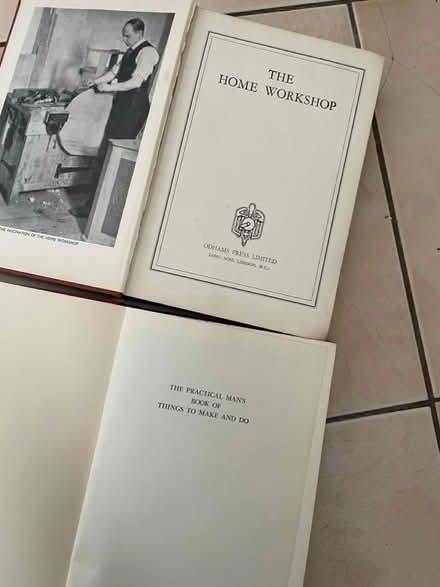 THE FASCINATION OF THE HOME WORKSHOP
THE
HOME WORKSHOP
ODHAMS PRESS LIMITED
LONG ACRE, LONDON, W.C.2
THE PRACTICAL MAN'S
BOOK OF
THINGS TO MAKE AND DO